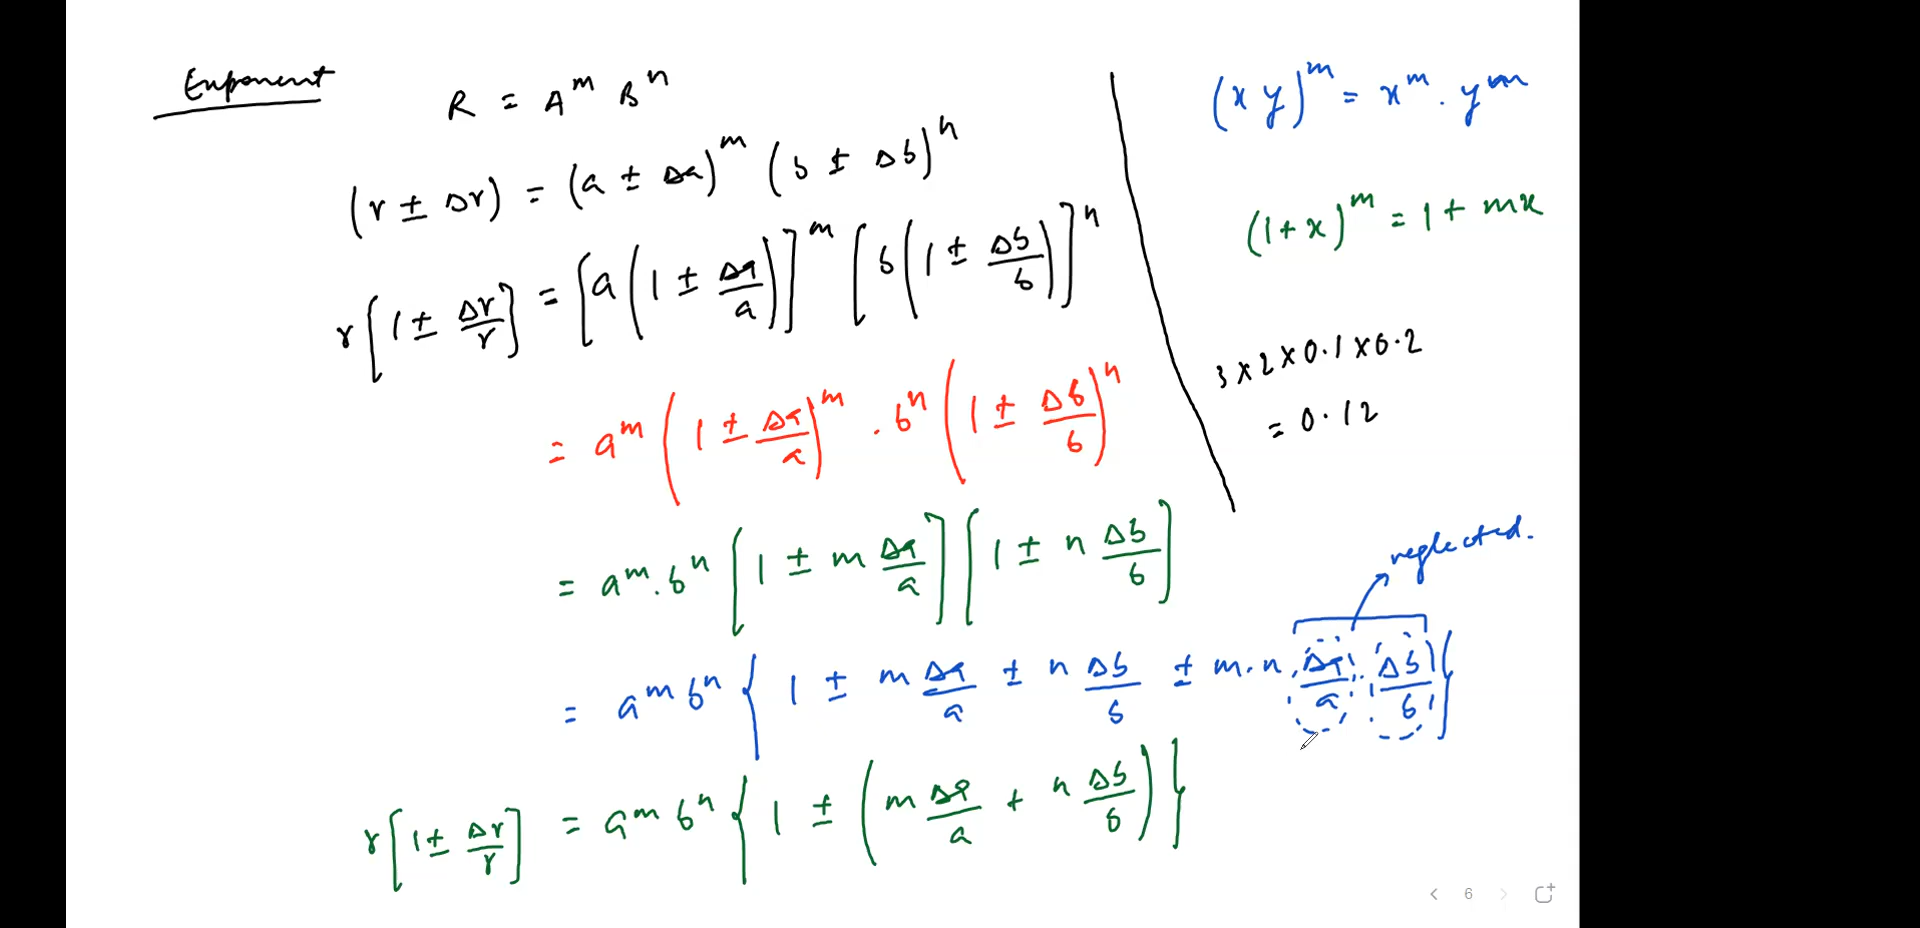 Exponent
R = A^m B^n
(r ± Δr) = (a ± Δa)^m (b ± Δb)^n
r[1 ± Δr/r] = [a(1 ± Δa/a)]^m [b(1 ± Δb/b)]^n
= a^m (1 ± Δa/a)^m . b^n (1 ± Δb/b)^n
= a^m . b^n [1 ± m Δa/a] [1 ± n Δb/b]
= a^m b^n {1 ± m Δa/a ± n Δb/b ± m.n. Δa/a . Δb/b}
r[1 ± Δr/r] = a^m b^n {1 ± (m Δa/a + n Δb/b)}
(x y)^m = x^m . y^m
(1 + x)^m = 1 + mx
3 x 2 x 0.1 x 0.2
= 0.12
neglected.
6